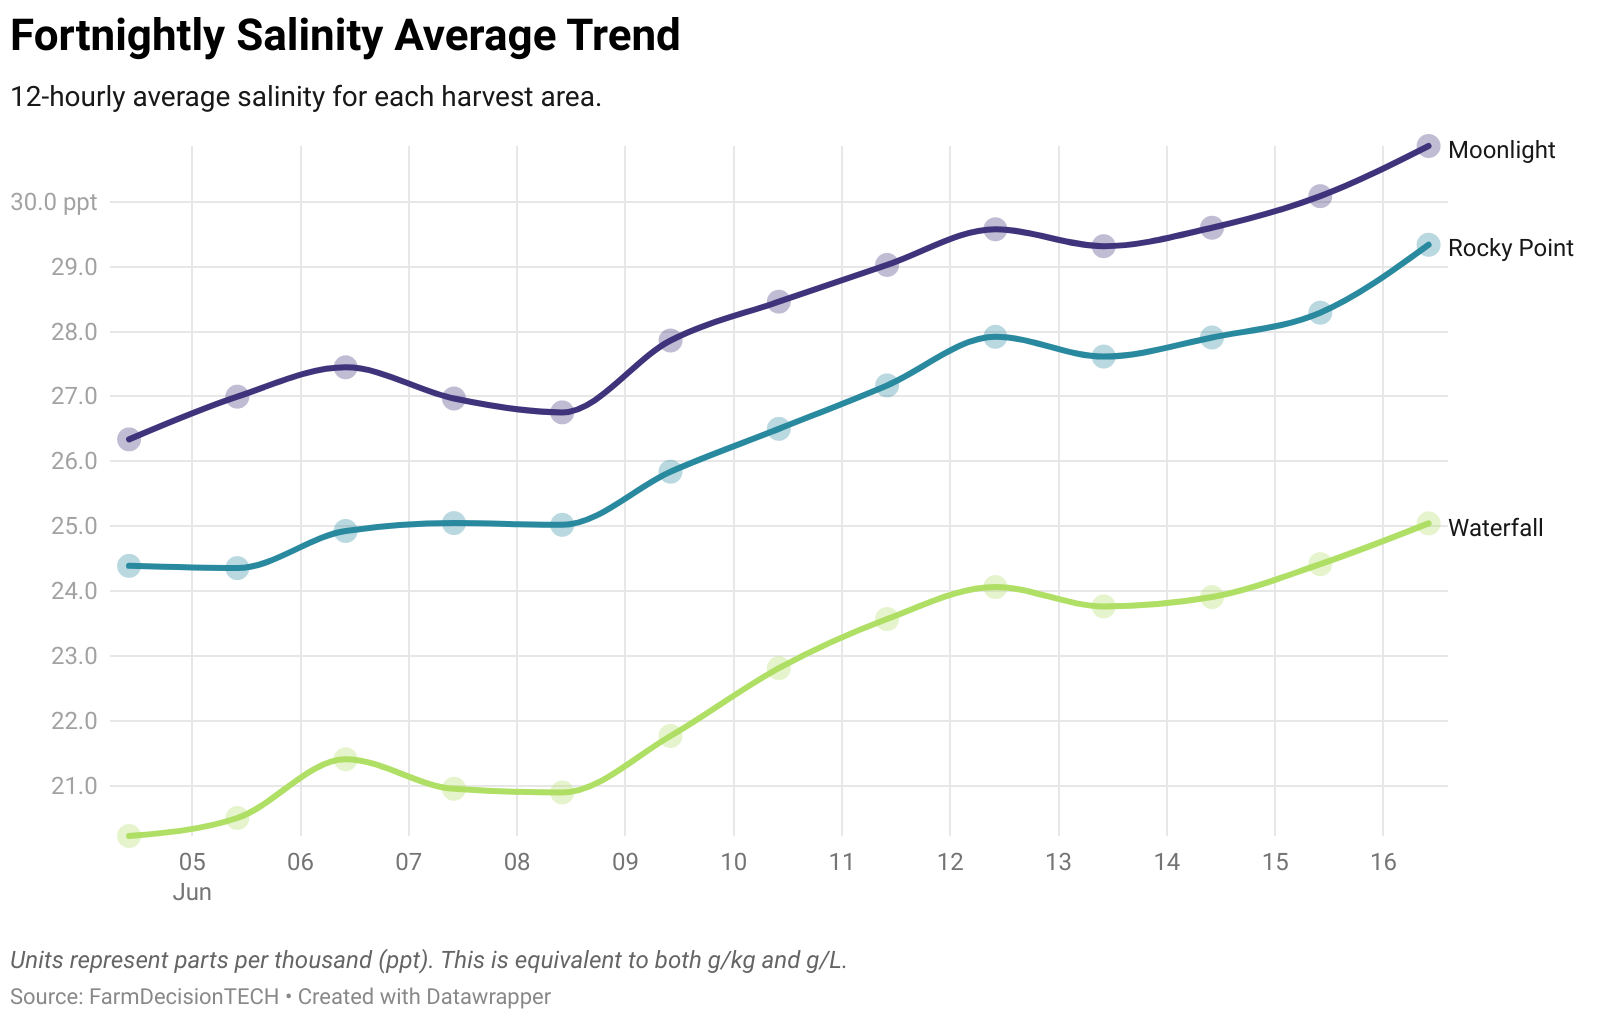 Fortnightly Salinity Average Trend
12-hourly average salinity for each harvest area.
Moonlight
30.0 ppt
Rocky Point
29.0
28.0
27.0
26.0
25.0
Waterfall
24.0
23.0
22.0
21.0
05 06 07 08 09 10 11 12 13 14 15 16
Jun
Units represent parts per thousand (ppt). This is equivalent to both g/kg and g/L.
Source: FarmDecisionTECH • Created with Datawrapper